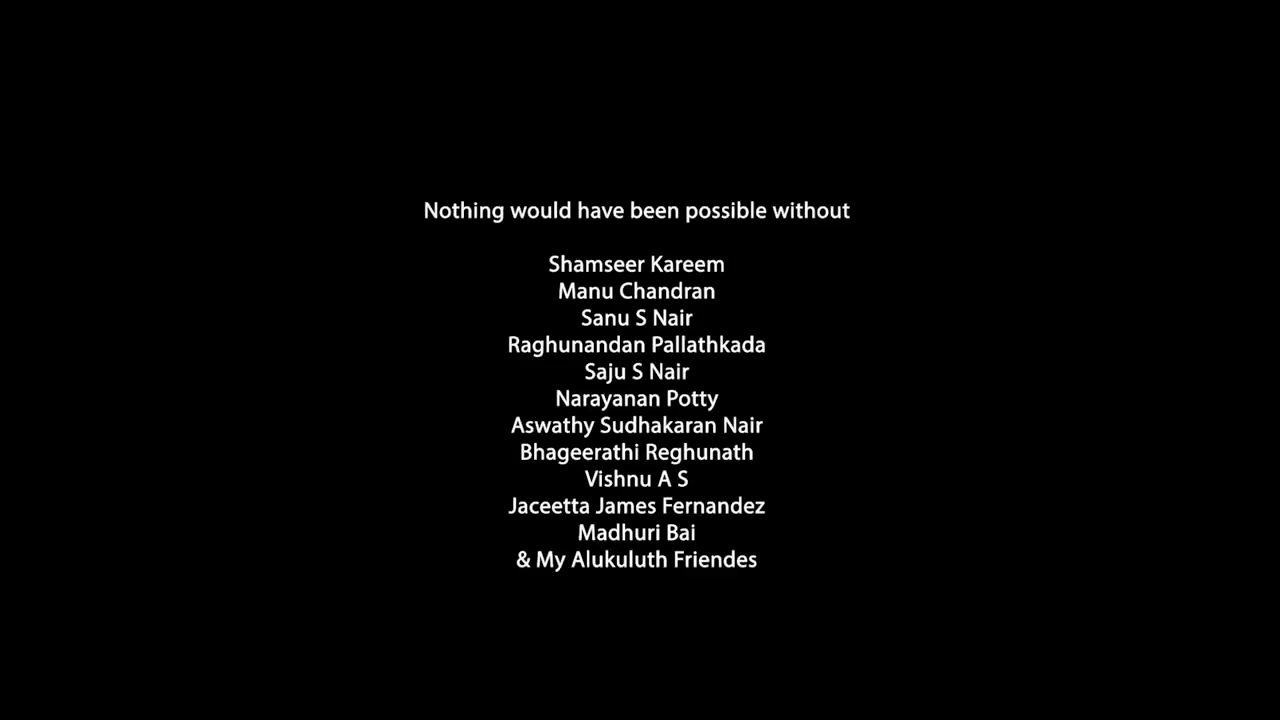 Nothing would have been possible without
Shamseer Kareem
Manu Chandran
Sanu S Nair
Raghunandan Pallathkada
Saju S Nair
Narayanan Potty
Aswathy Sudhakaran Nair
Bhageerathi Reghunath
Vishnu A S
Jaceetta James Fernandez
Madhuri Bai
& My Alukuluth Friendes